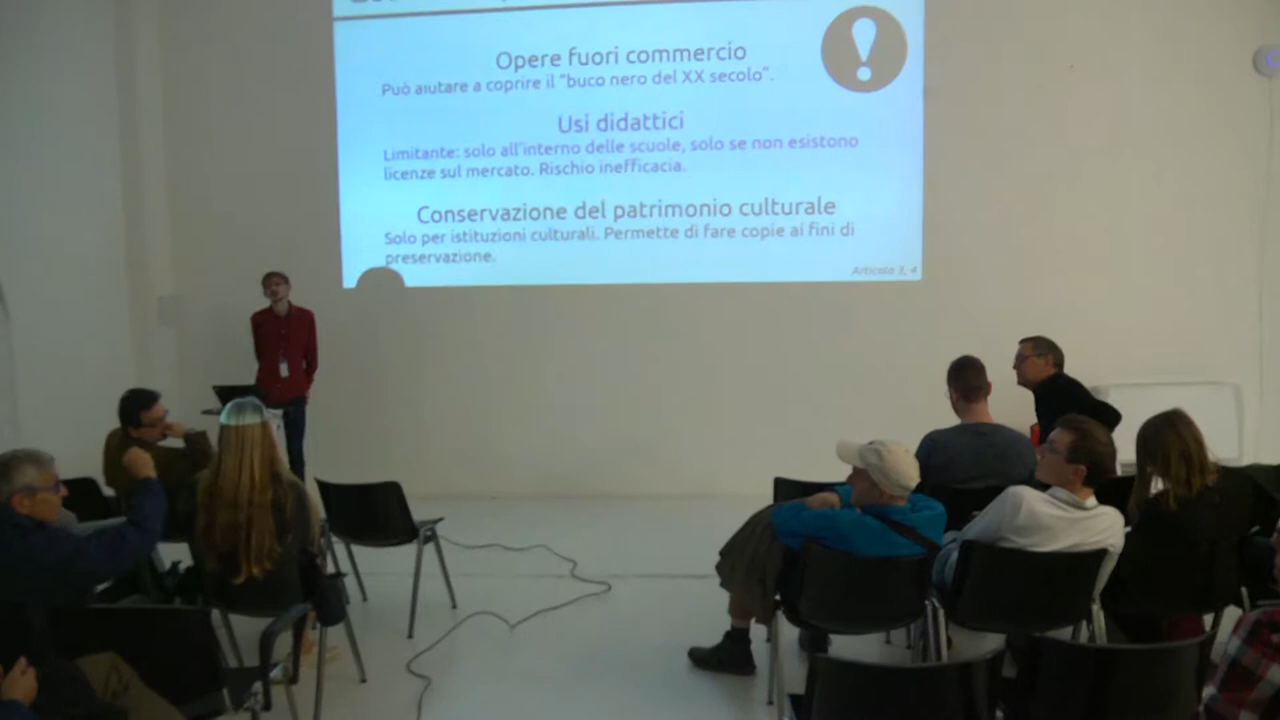 Opere fuori commercio
Può aiutare a coprire il "buco nero del XX secolo".
Usi didattici
Limitante: solo all'interno delle scuole, solo se non esistono
licenze sul mercato. Rischio inefficacia.
Conservazione del patrimonio culturale
Solo per istituzioni culturali. Permette di fare copie ai fini di
preservazione.
Articolo 3, 4